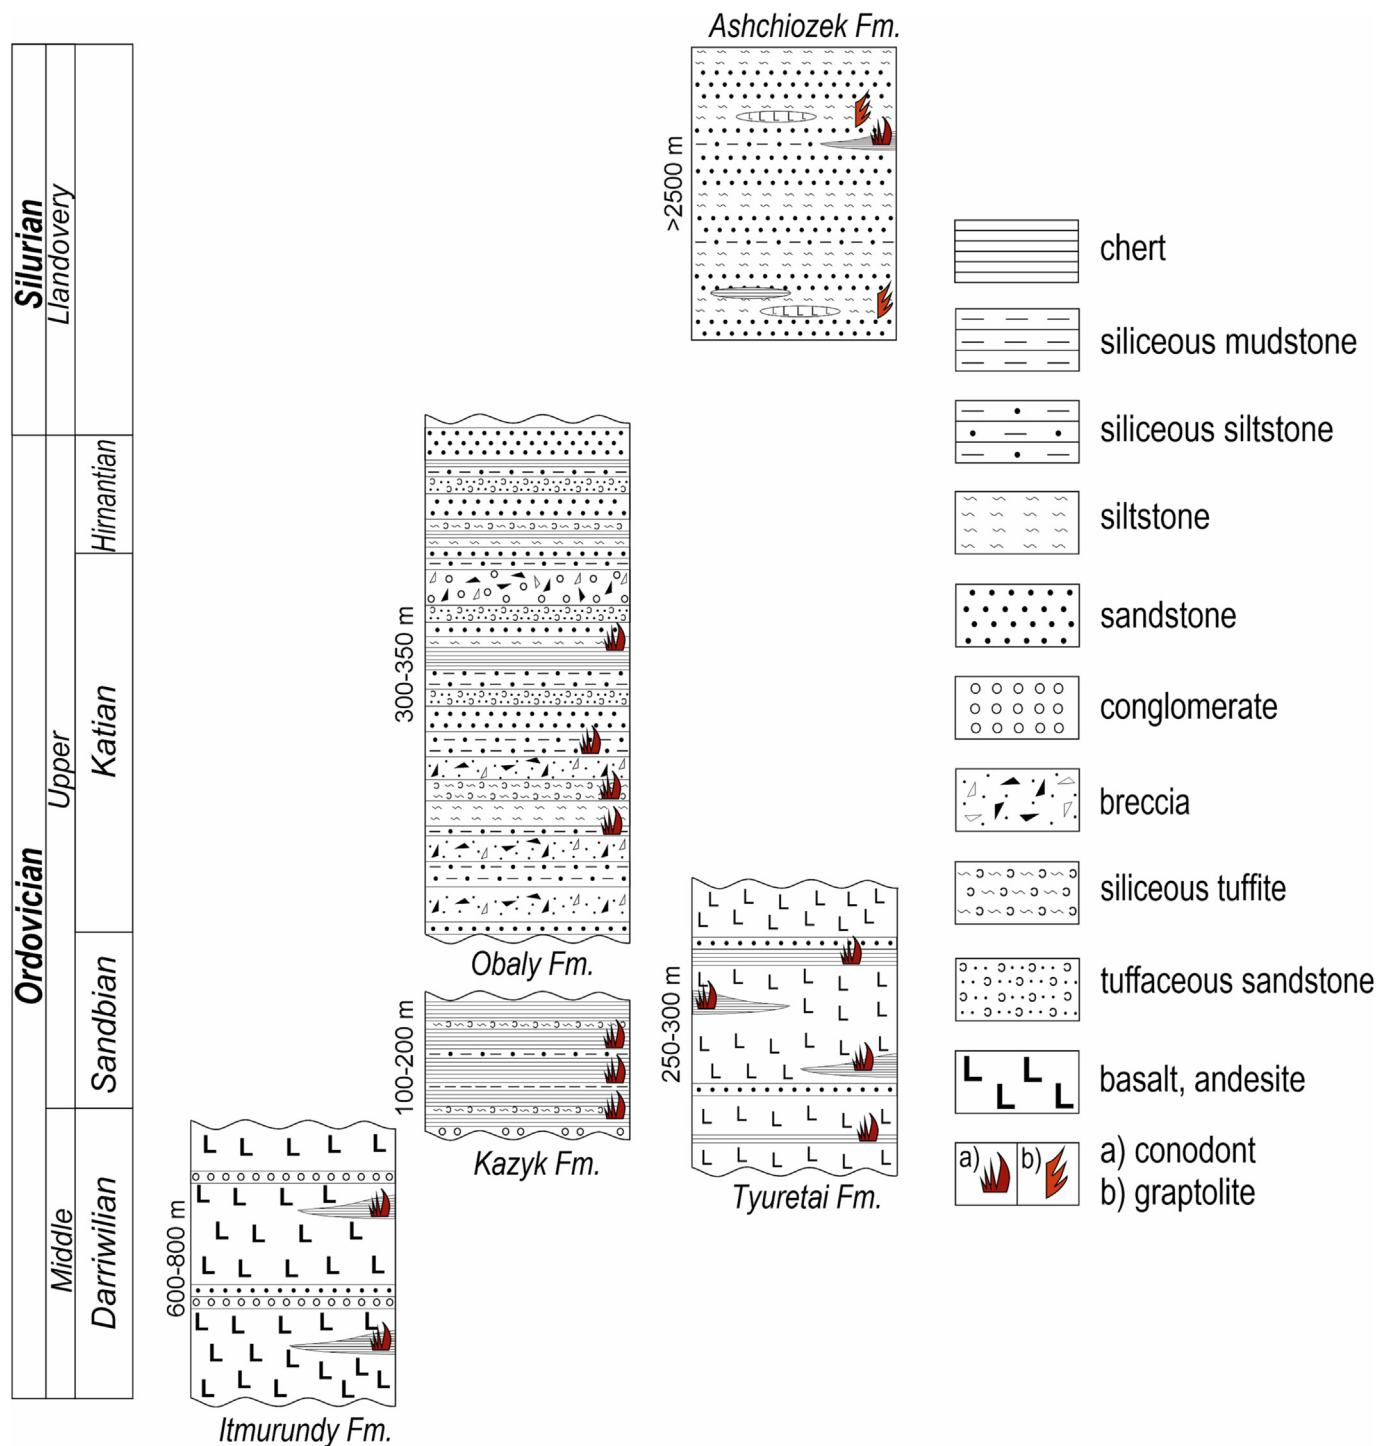 Ashchiozek Fm.
>2500 m
Silurian
Llandovery
Ordovician
Upper
Middle
Hirnantian
Katian
Sandbian
Darriwilian
300-350 m
Obaly Fm.
100-200 m
Kazyk Fm.
250-300 m
Tyuretai Fm.
600-800 m
Itmurundy Fm.
chert
siliceous mudstone
siliceous siltstone
siltstone
sandstone
conglomerate
breccia
siliceous tuffite
tuffaceous sandstone
basalt, andesite
a) b)
a) conodont
b) graptolite